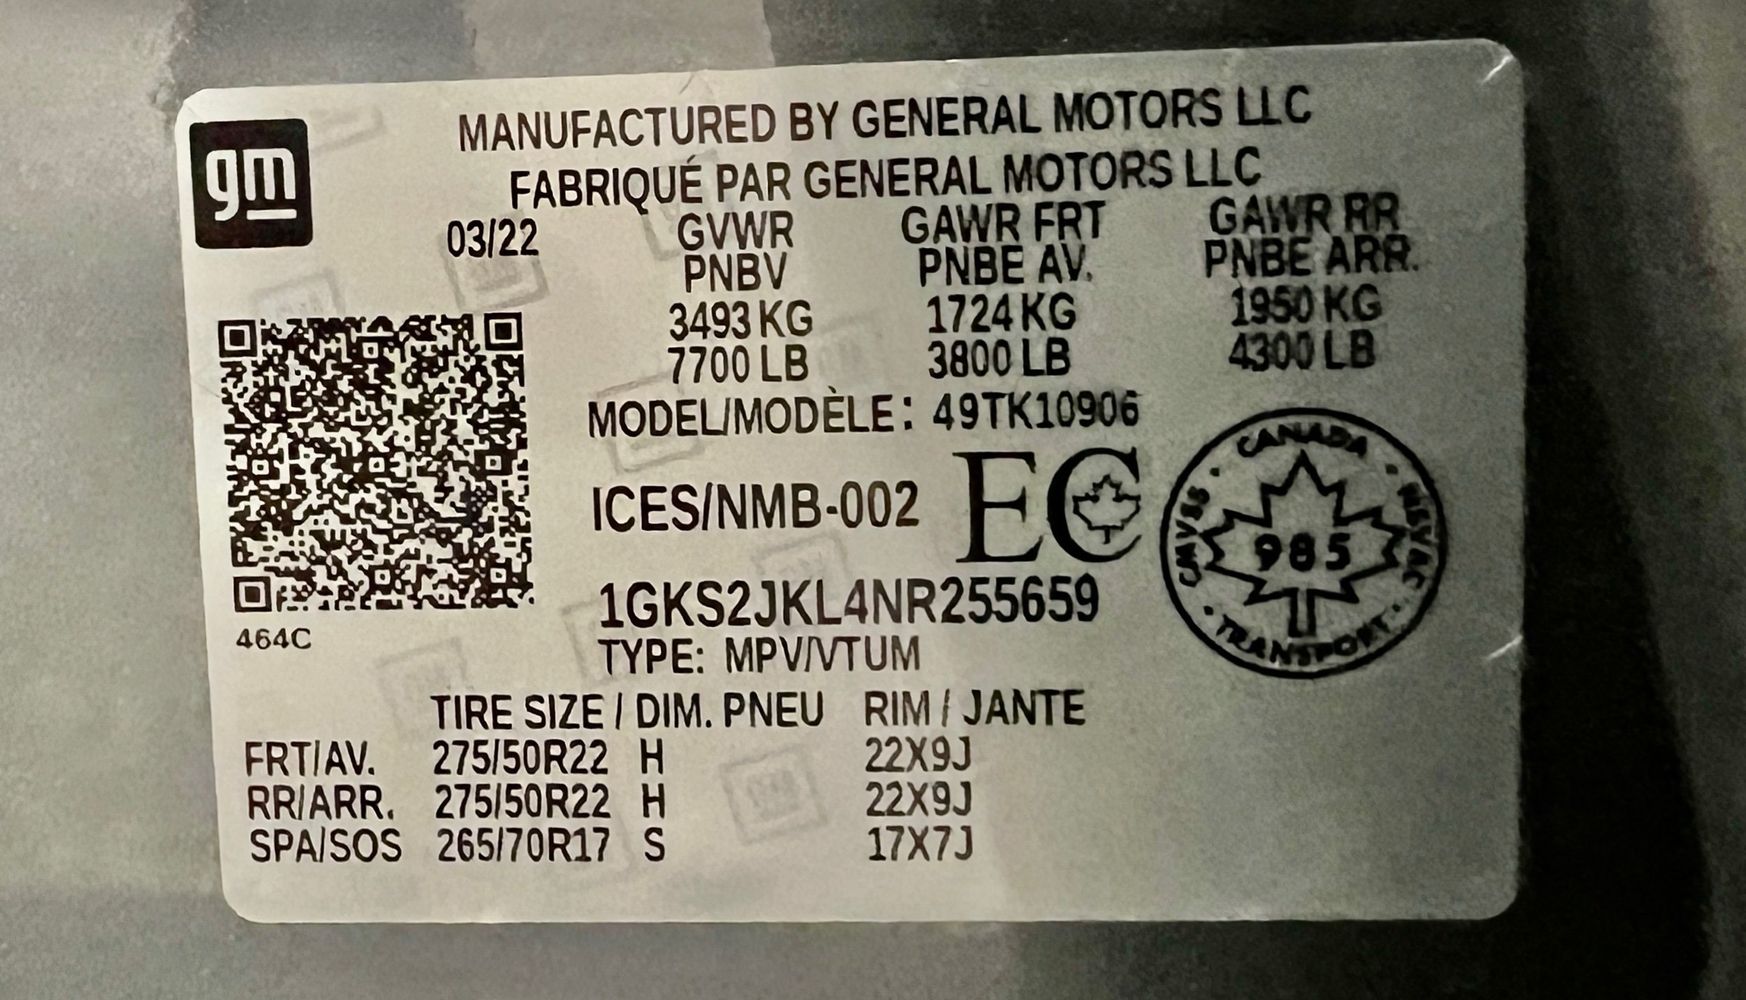 gm
MANUFACTURED BY GENERAL MOTORS LLC
FABRIQUÉ PAR GENERAL MOTORS LLC
03/22 GVWR GAWR FRT GAWR RR
PNBV PNBE AV. PNBE ARR.
3493 KG 1724 KG 1950 KG
7700 LB 3800 LB 4300 LB
MODEL/MODÈLE: 49TK10906
ICES/NMB-002 EC
CANADA
CMVSS 985 NSVAC
TRANSPORT
1GKS2JKL4NR255659
464C
TYPE: MPV/VTUM
TIRE SIZE / DIM. PNEU RIM / JANTE
FRT/AV. 275/50R22 H 22X9J
RR/ARR. 275/50R22 H 22X9J
SPA/SOS 265/70R17 S 17X7J